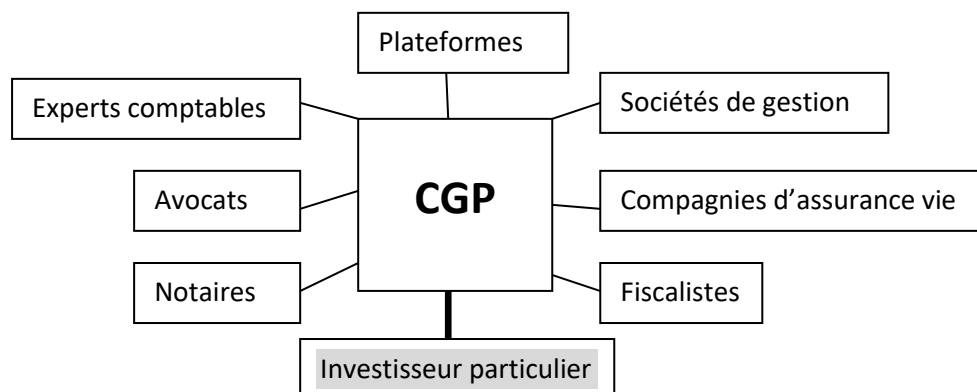 Plateformes
Experts comptables
Sociétés de gestion
CGP
Avocats
Compagnies d’assurance vie
Notaires
Fiscalistes
Investisseur particulier